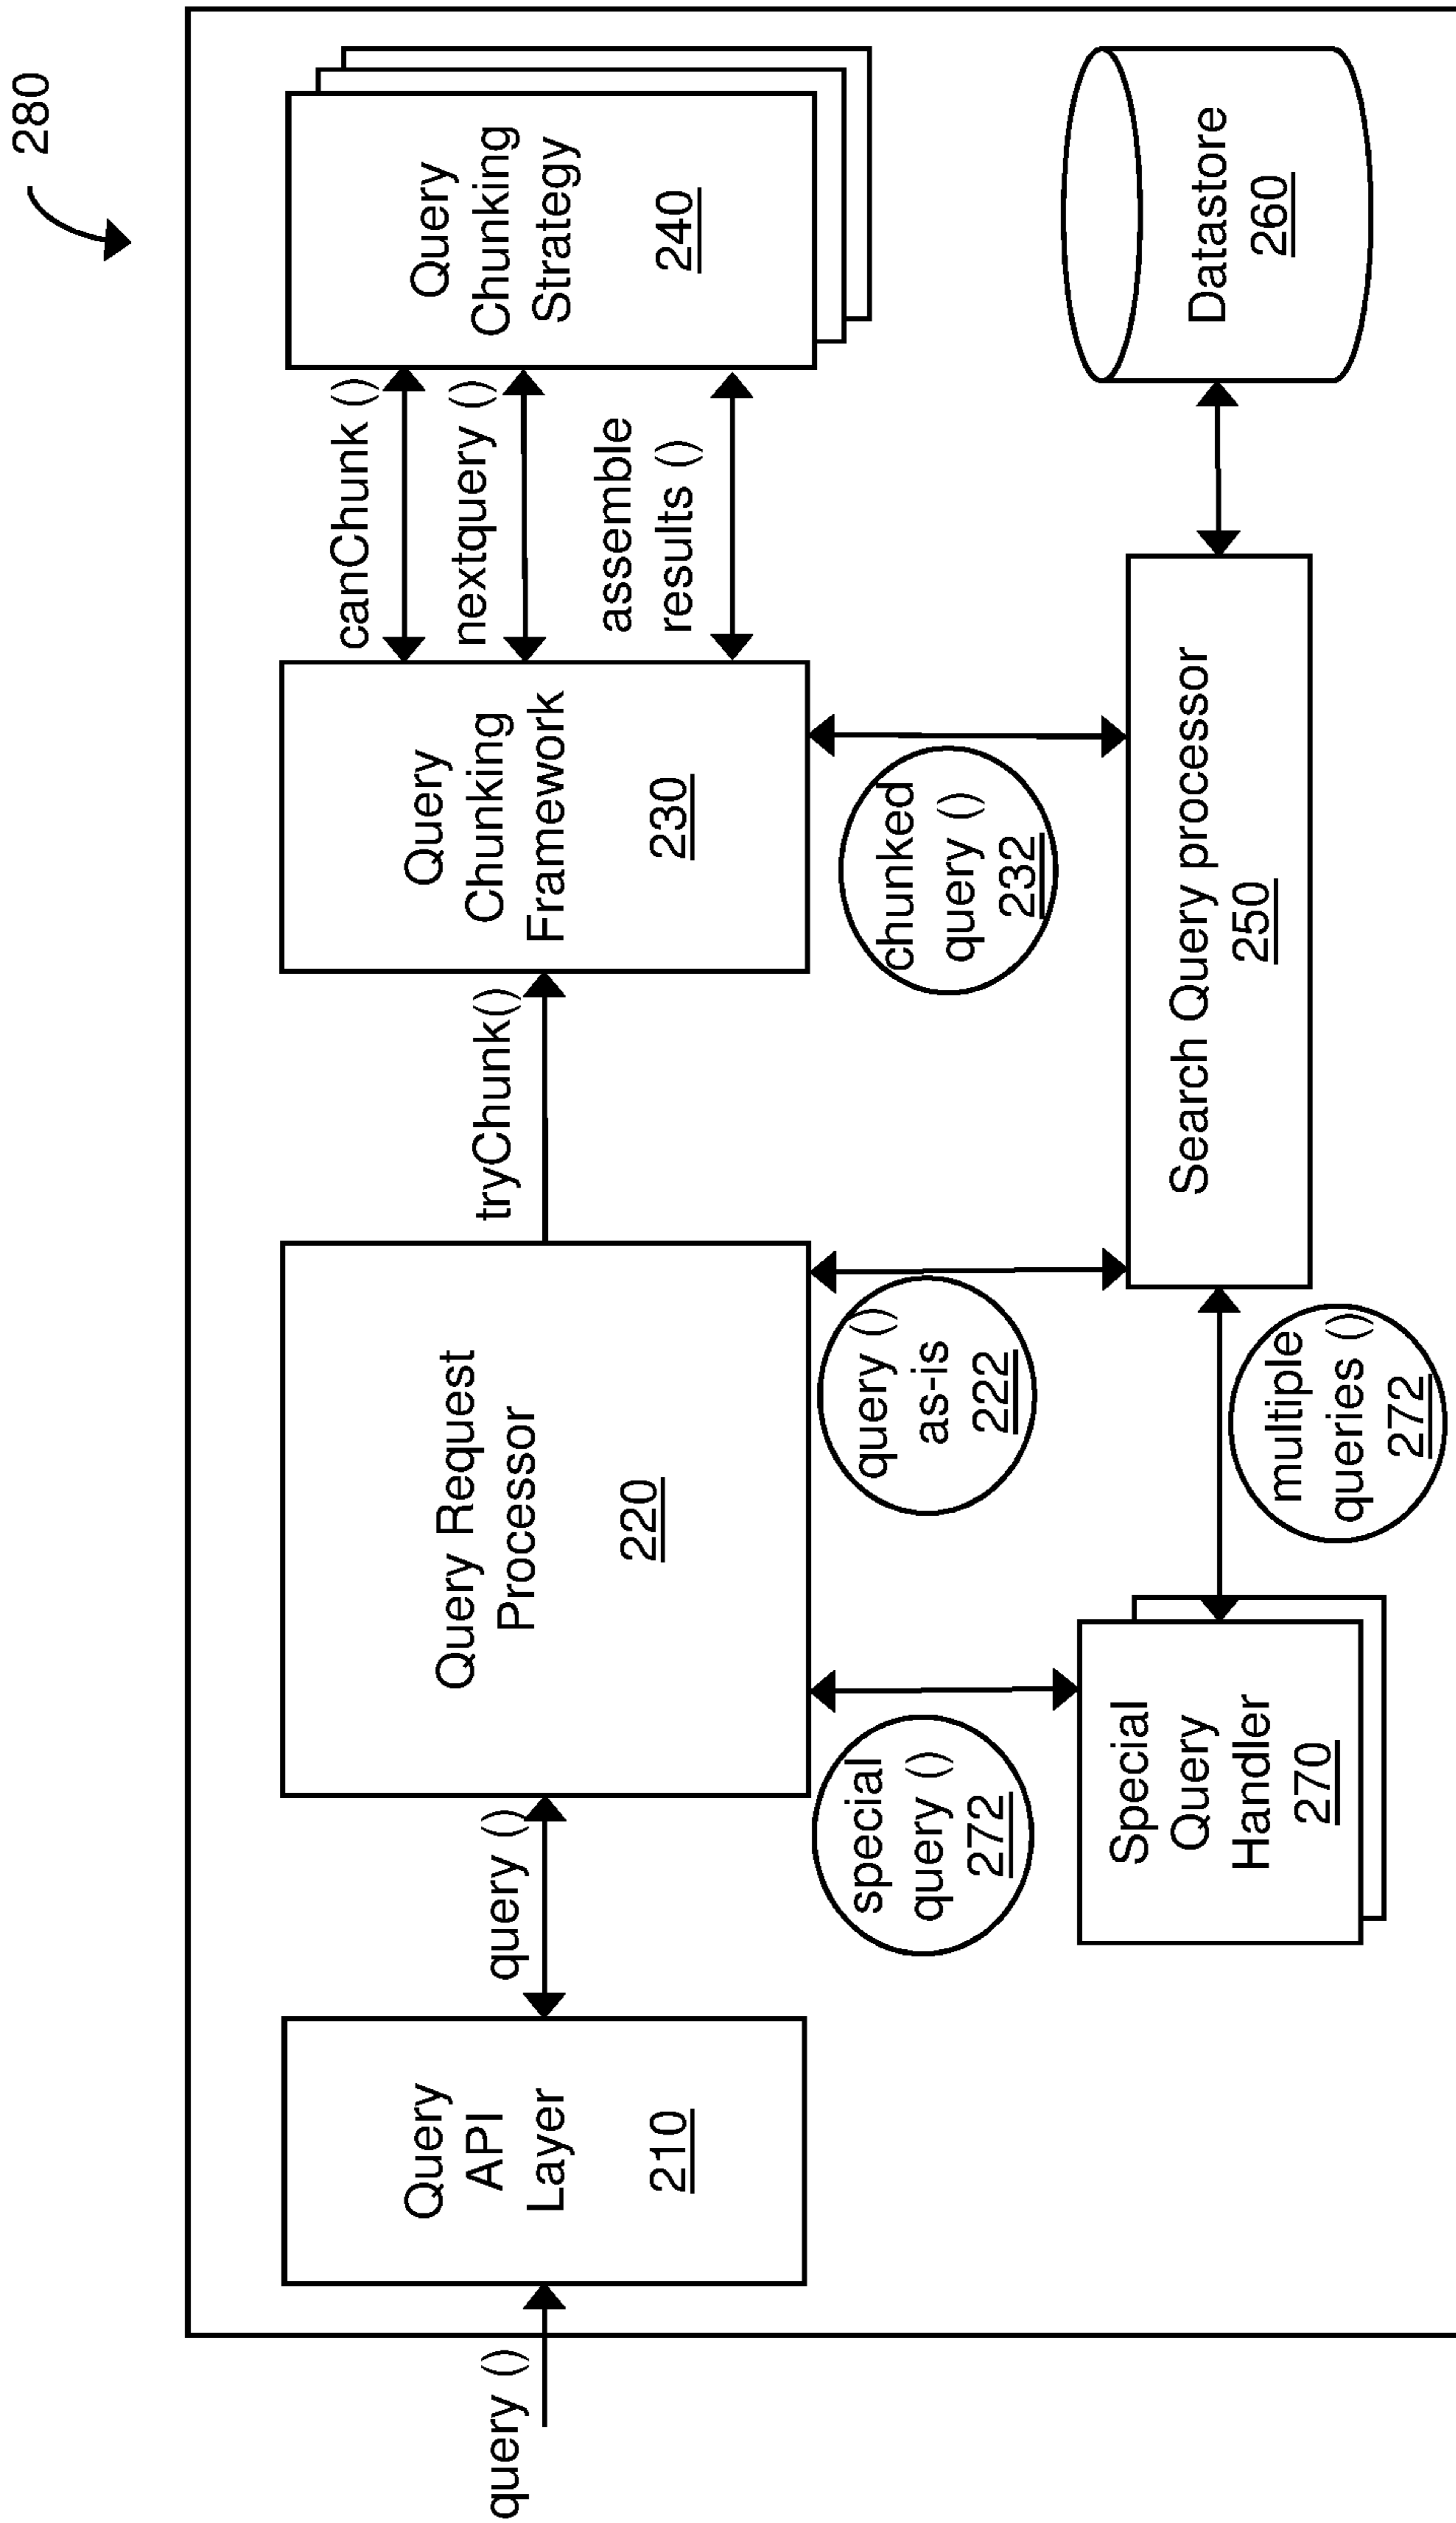 280
query ()
Query
API
Layer
210
query ()
Query Request
Processor
220
tryChunk()
Query
Chunking
Framework
230
canChunk ()
nextquery ()
assemble
results ()
Query
Chunking
Strategy
240
special
query ()
272
query ()
as-is
222
chunked
query ()
232
Special
Query
Handler
270
multiple
queries ()
272
Search Query processor
250
Datastore
260